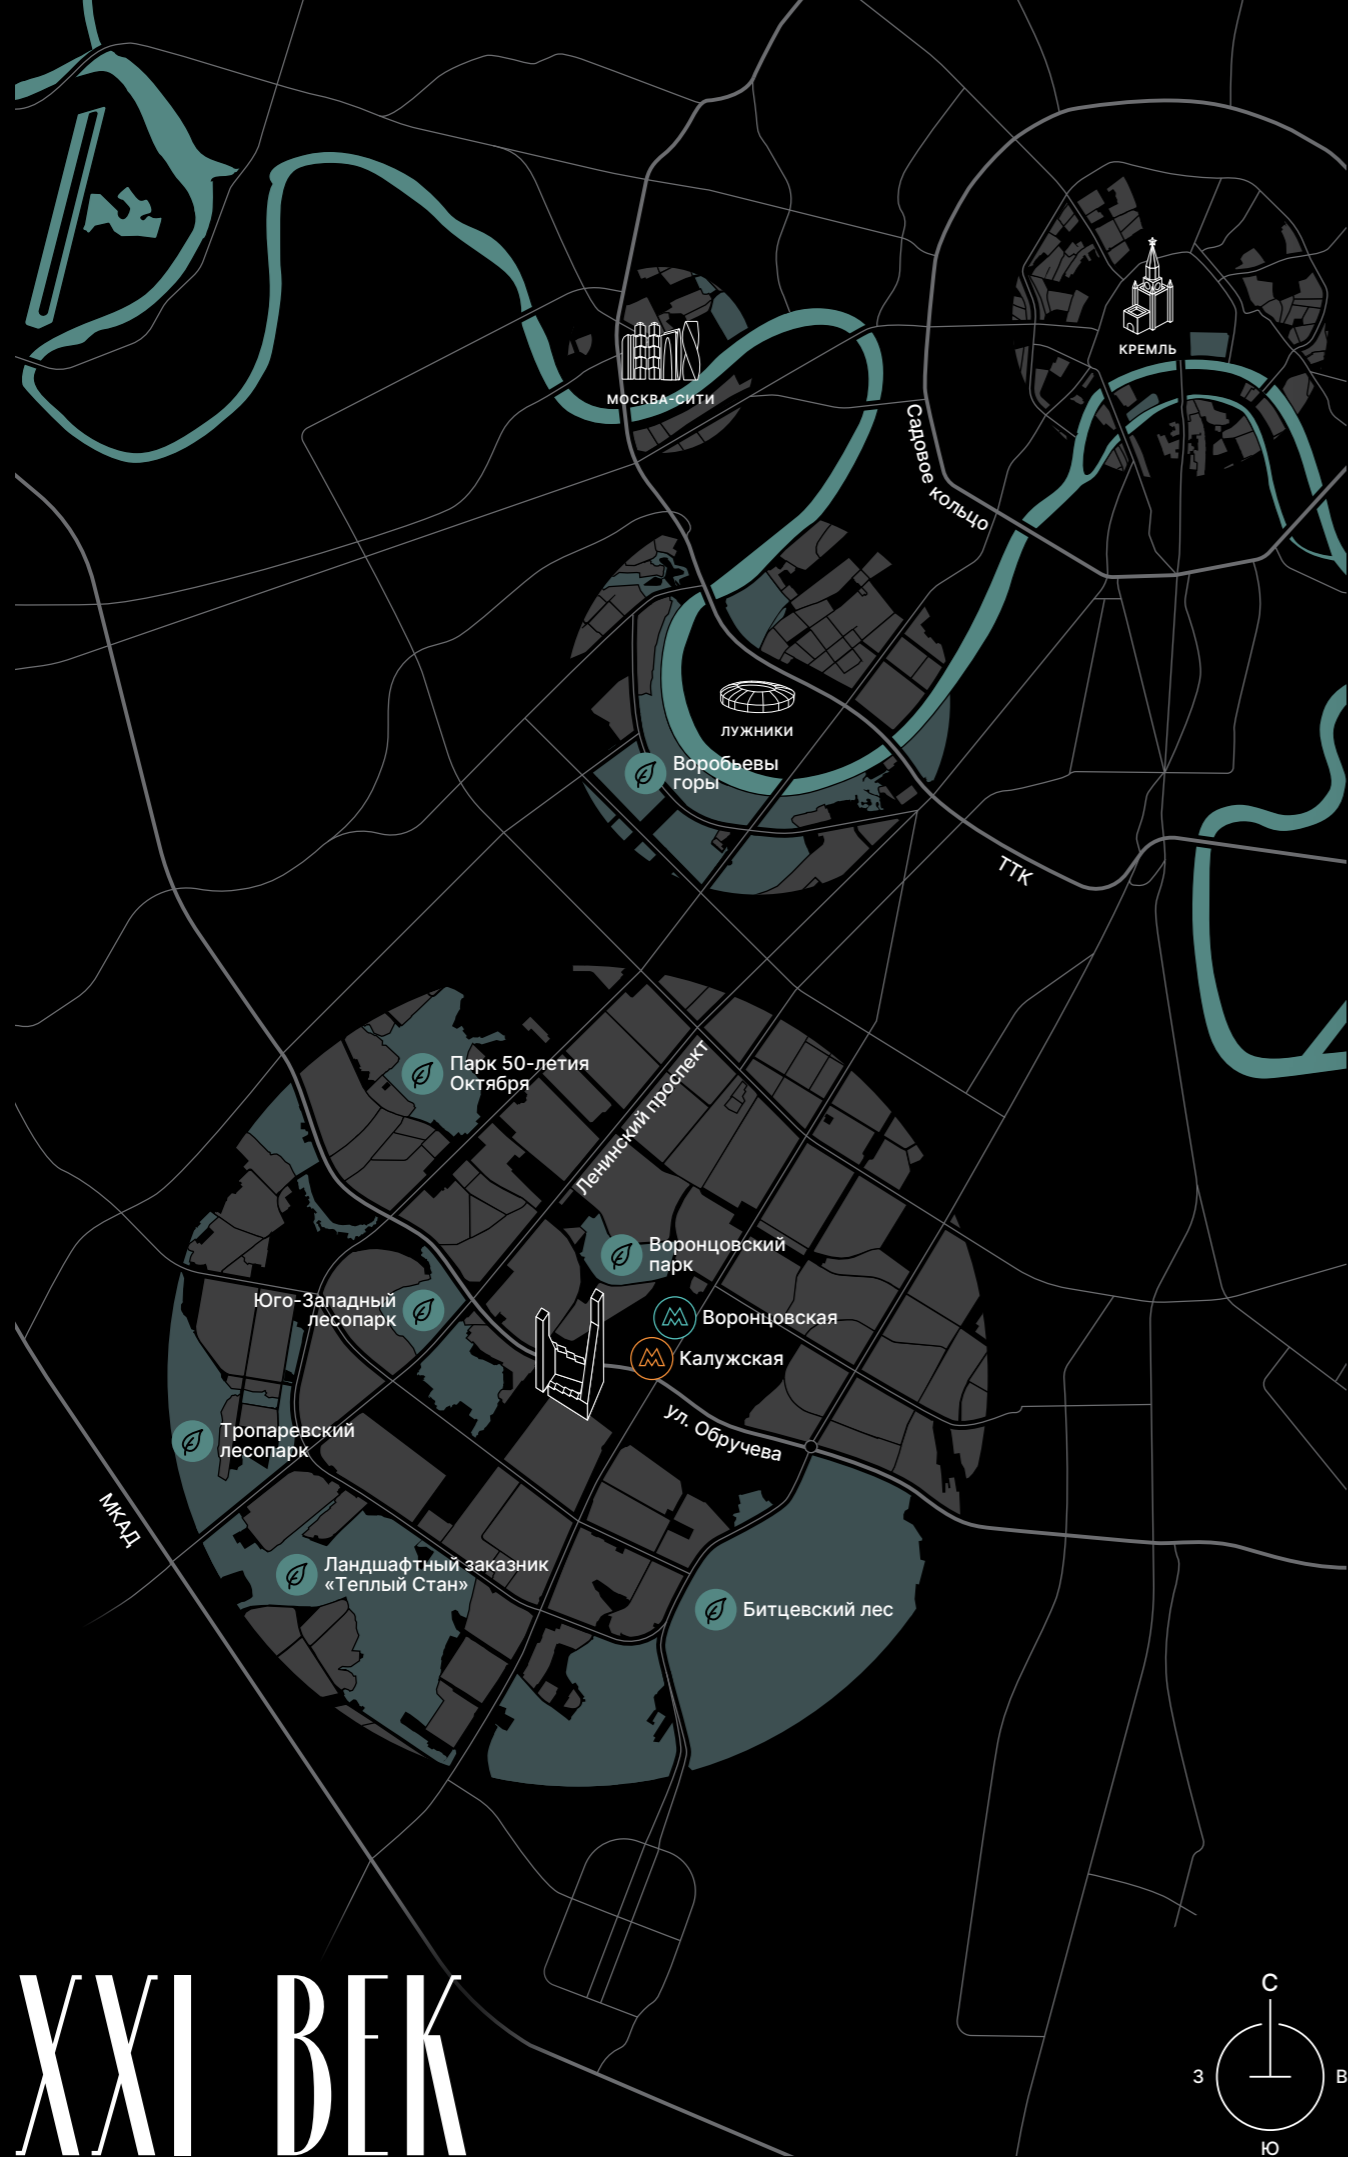 КРЕМЛЬ
МОСКВА-СИТИ
Садовое кольцо
ЛУЖНИКИ
Воробьевы
горы
ТТК
Парк 50-летия
Октября
Ленинский проспект
Воронцовский
парк
Юго-Западный
лесопарк
Воронцовская
Калужская
ул. Обручева
Тропаревский
лесопарк
МКАД
Ландшафтный заказник
«Теплый Стан»
Битцевский лес
XXI ВЕК
С
З
В
Ю